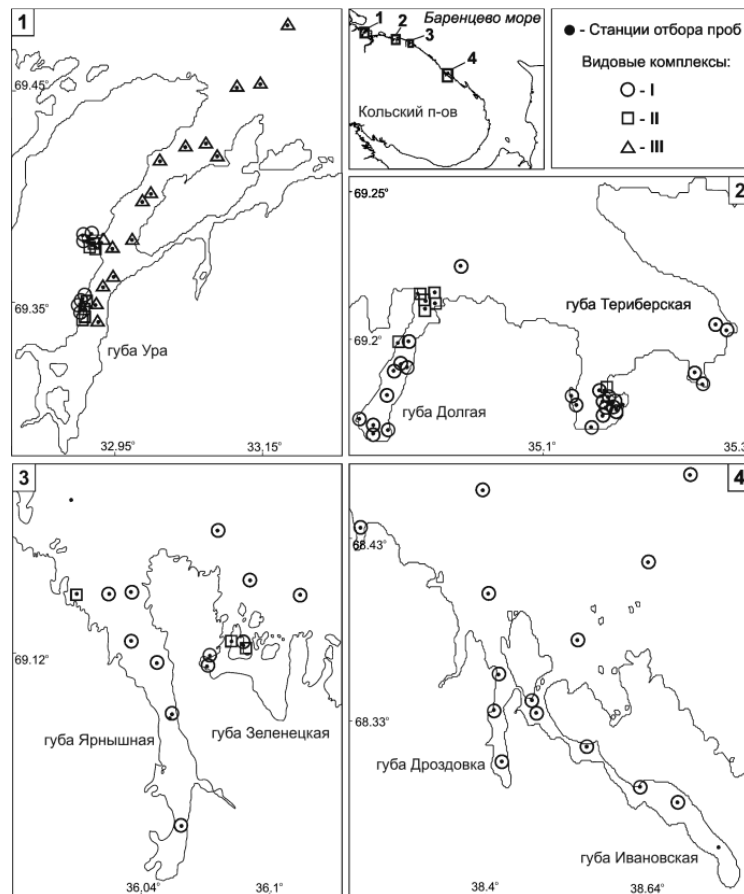 1
69.45°
69.35°
губа Ура
32.95°
33.15°
Баренцево море
1
2
3
4
Кольский п-ов
- Станции отбора проб
Видовые комплексы:
- I
- II
- III
2
69.25°
69.2°
губа Териберская
губа Долгая
35.1°
35.3
3
69.12°
губа Ярнышная
губа Зеленецкая
36.04°
36.1°
4
68.43°
68.33°
губа Дроздовка
губа Ивановская
38.4°
38.64°